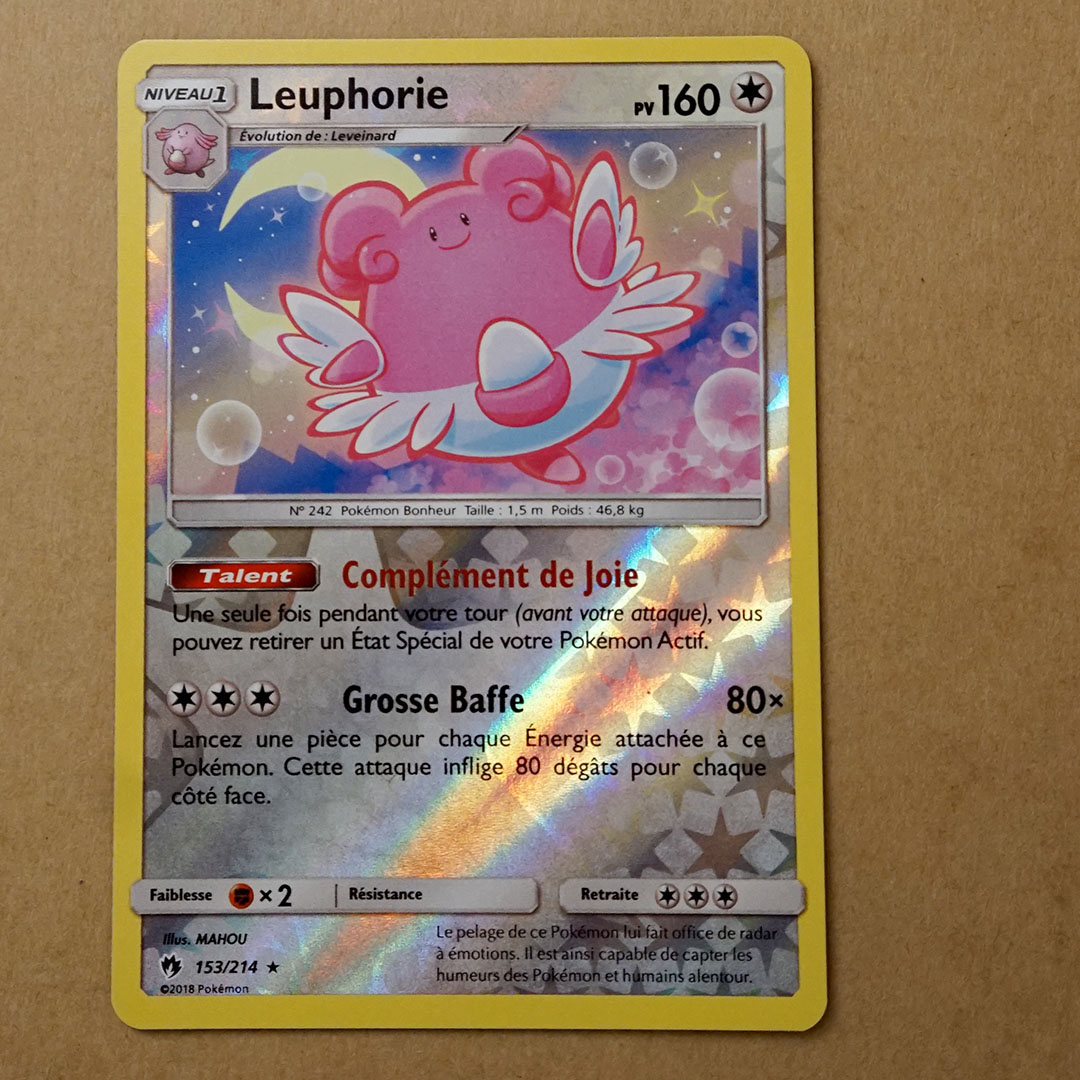 NIVEAU 1 Leuphorie PV 160
Évolution de : Leveinard
Nº 242 Pokémon Bonheur Taille : 1,5 m Poids : 46,8 kg
Talent Complément de Joie
Une seule fois pendant votre tour (avant votre attaque), vous
pouvez retirer un État Spécial de votre Pokémon Actif.
Grosse Baffe 80×
Lancez une pièce pour chaque Énergie attachée à ce
Pokémon. Cette attaque inflige 80 dégâts pour chaque
côté face.
Faiblesse × 2 Résistance Retraite
Illus. MAHOU
153/214 ★
©2018 Pokémon
Le pelage de ce Pokémon lui fait office de radar
à émotions. Il est ainsi capable de capter les
humeurs des Pokémon et humains alentour.